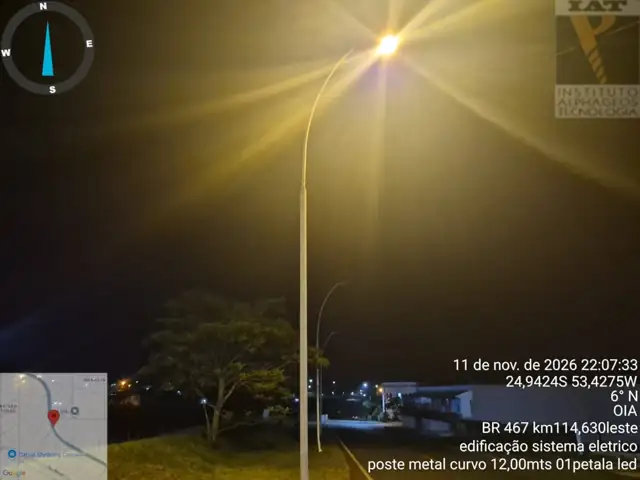 N
W E
S
IAT
INSTITUTO
ALPHAGEOS
TECNOLOGIA
11 de nov. de 2026 22:07:33
24,9424S 53,4275W
6° N
OIA
BR 467 km114,630leste
edificação sistema eletrico
poste metal curvo 12,00mts 01petala led
Google